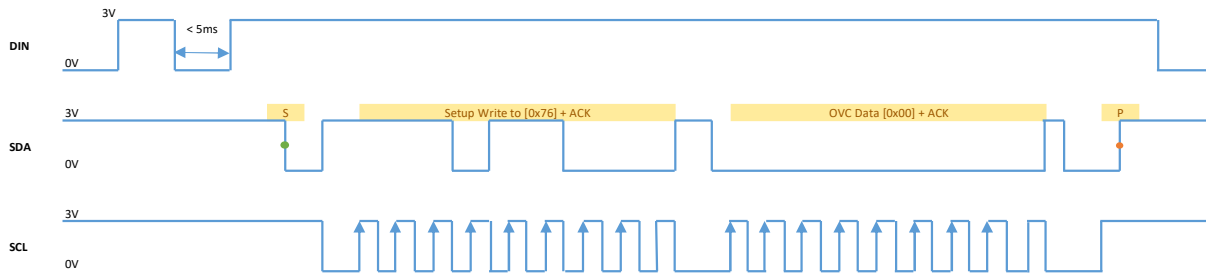 3V
< 5ms
DIN
0V
S
Setup Write to [0x76] + ACK
OVC Data [0x00] + ACK
P
3V
SDA
0V
3V
SCL
0V